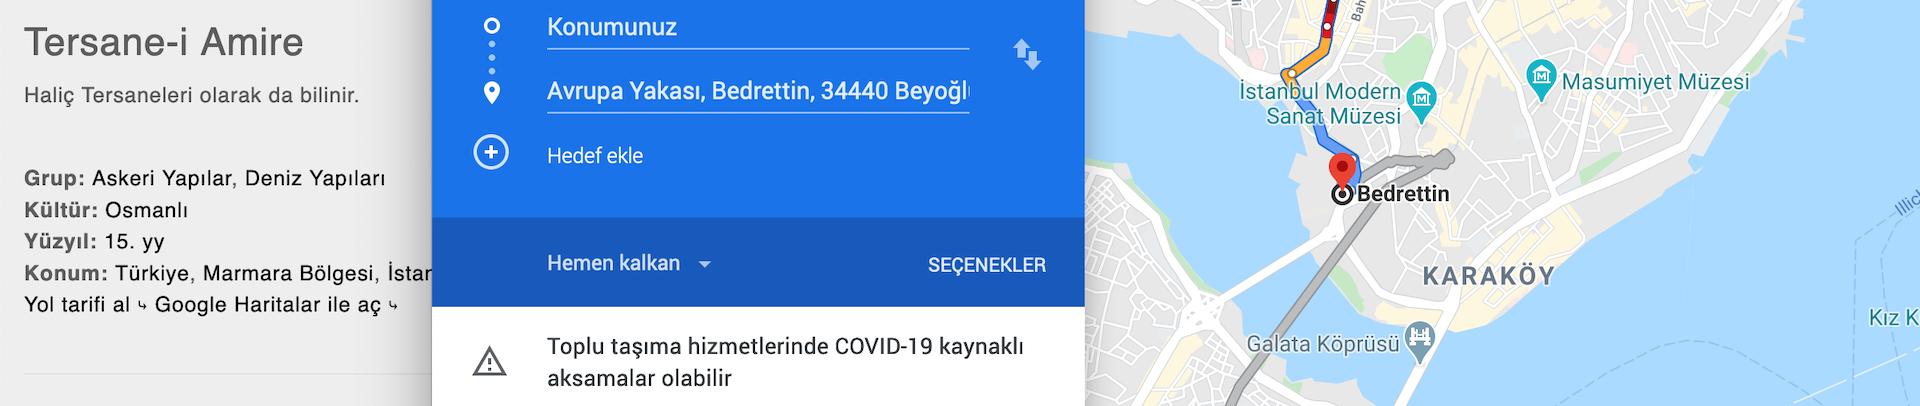 Tersane-i Amire
Haliç Tersaneleri olarak da bilinir.
Grup: Askeri Yapılar, Deniz Yapıları
Kültür: Osmanlı
Yüzyıl: 15. yy
Konum: Türkiye, Marmara Bölgesi, İstan
Yol tarifi al ⤷ Google Haritalar ile aç ⤷
Konumunuz
Avrupa Yakası, Bedrettin, 34440 Beyoğlu
Hedef ekle
Hemen kalkan
SEÇENEKLER
Toplu taşıma hizmetlerinde COVID-19 kaynaklı
aksamalar olabilir
Bah
İstanbul Modern
Sanat Müzesi
Masumiyet Müzesi
Bedrettin
KARAKÖY
Galata Köprüsü
Kız K